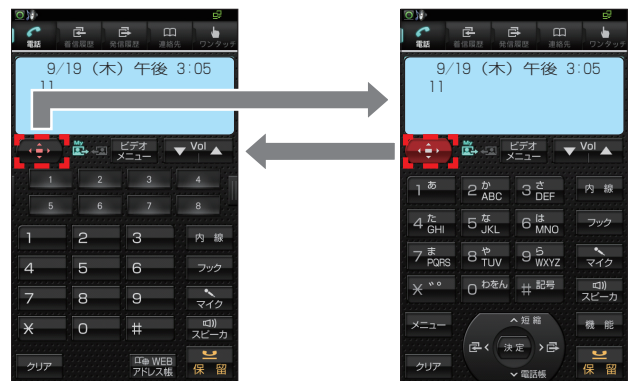 電話 着信履歴 発信履歴 連絡先 ワンタッチ
9/19 (木) 午後 3:05
11
My
ビデオ
メニュー
Vol
1 2 3 4
5 6 7 8
1 2 3 内 線
4 5 6 フック
7 8 9 マイク
* 0 # スピーカ
クリア
WEB
アドレス帳
保 留
電話 着信履歴 発信履歴 連絡先 ワンタッチ
9/19 (木) 午後 3:05
11
My
ビデオ
メニュー
Vol
1 あ 2 か ABC 3 さ DEF 内 線
4 た GHI 5 な JKL 6 は MNO フック
7 ま PQRS 8 や TUV 9 ら WXYZ マイク
* ゛゜ 0 わをん # 記号 スピーカ
メニュー
短縮
機 能
決 定
クリア
電話帳
保 留